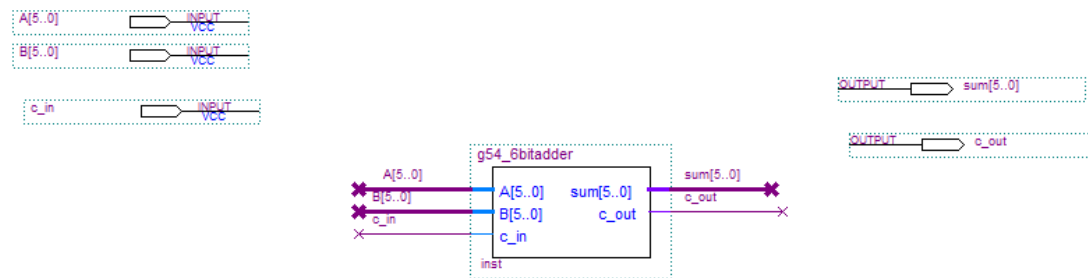 A[5..0] INPUT
VCC
B[5..0] INPUT
VCC
c_in INPUT
VCC
OUTPUT sum[5..0]
OUTPUT c_out
g54_6bitadder
A[5..0] A[5..0] sum[5..0] sum[5..0]
B[5..0] B[5..0] c_out c_out
c_in c_in
inst